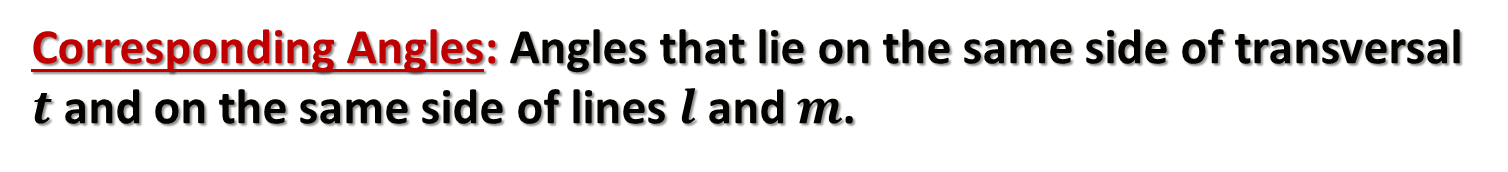 Corresponding Angles: Angles that lie on the same side of transversal
t and on the same side of lines l and m.